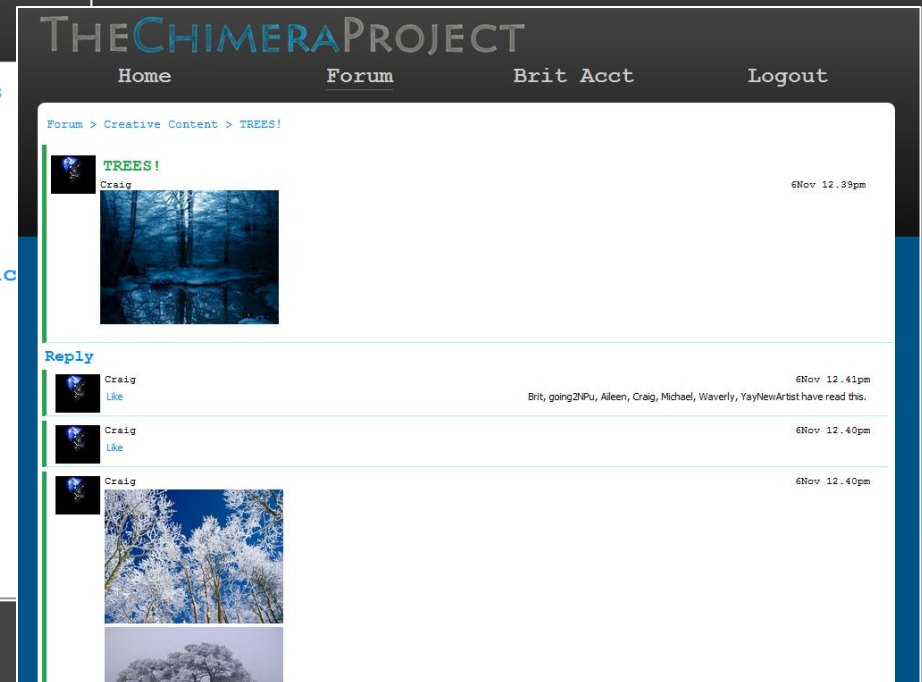 THECHIMERAPROJECT
Home Forum Brit Acct Logout
Forum > Creative Content > TREES!
TREES!
Craig 6Nov 12.39pm
Reply
Craig 6Nov 12.41pm
Like Brit, going2NPu, Aileen, Craig, Michael, Waverly, YayNewArtist have read this.
Craig 6Nov 12.40pm
Like
Craig 6Nov 12.40pm